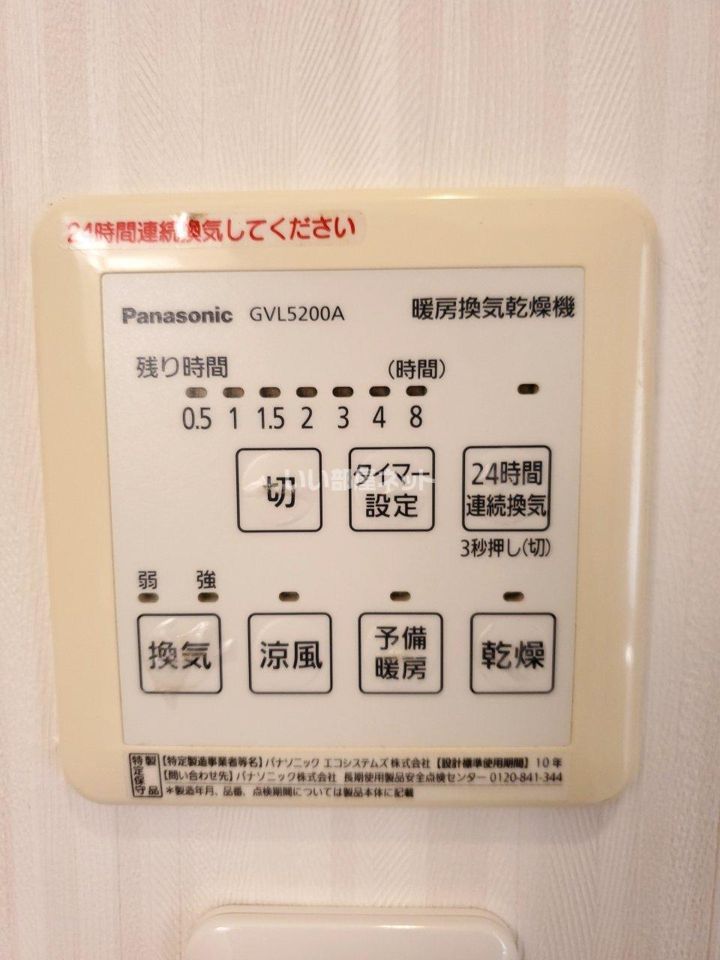 24時間連続換気してください
Panasonic GVL5200A 暖房換気乾燥機
残り時間 (時間)
0.5 1 1.5 2 3 4 8
切 タイマー設定 24時間連続換気
いい部屋ネット
3秒押し(切)
弱 強
換気 涼風 予備暖房 乾燥
特定保守製品
【特定製造事業者等名】パナソニック エコシステムズ株式会社 【設計標準使用期間】10年
【問い合わせ先】パナソニック株式会社 長期使用製品安全点検センター 0120-841-344
*製造年月、品番、点検期間については製品本体に記載